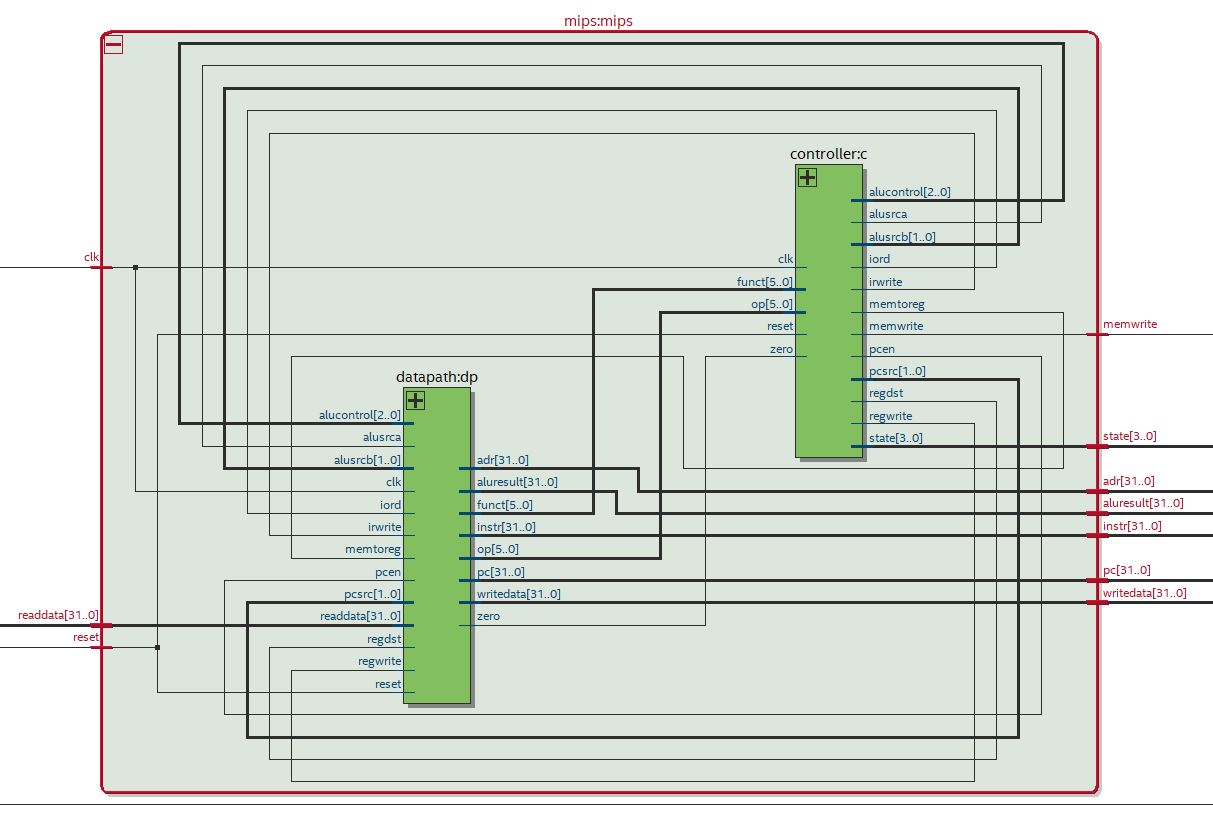 mips:mips
controller:c
alucontrol[2..0]
alusrca
alusrcb[1..0]
clk
clk
iord
funct[5..0]
irwrite
op[5..0]
memtoreg
reset
memwrite
memwrite
zero
pcen
pcsrc[1..0]
regdst
regwrite
state[3..0]
state[3..0]
datapath:dp
alucontrol[2..0]
alusrca
alusrcb[1..0]
adr[31..0]
adr[31..0]
clk
aluresult[31..0]
aluresult[31..0]
iord
funct[5..0]
irwrite
instr[31..0]
instr[31..0]
memtoreg
op[5..0]
pcen
pc[31..0]
pc[31..0]
pcsrc[1..0]
writedata[31..0]
writedata[31..0]
readdata[31..0]
readdata[31..0]
zero
reset
regdst
regwrite
reset